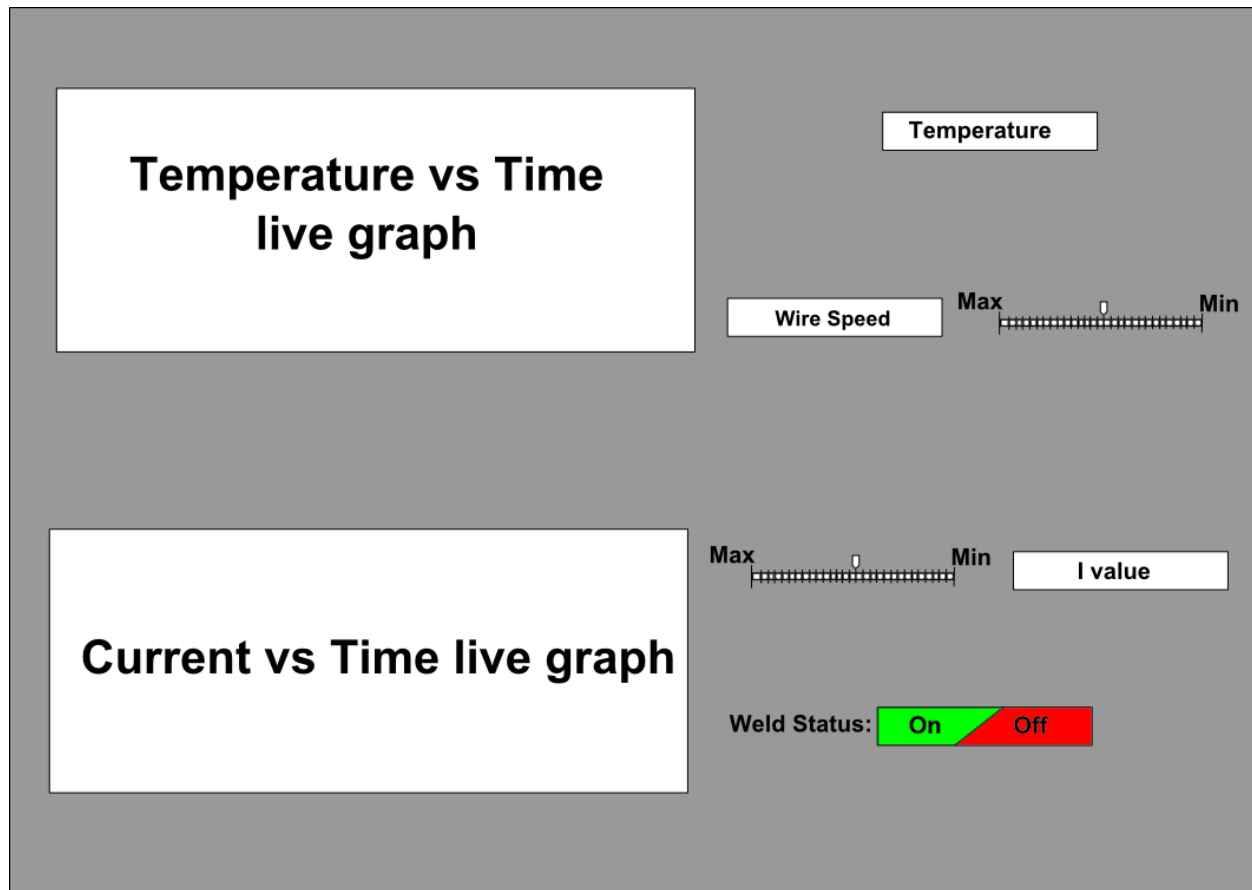 Temperature vs Time
live graph
Temperature
Wire Speed
Max
Min
Current vs Time live graph
Max
Min
I value
Weld Status:
On
Off